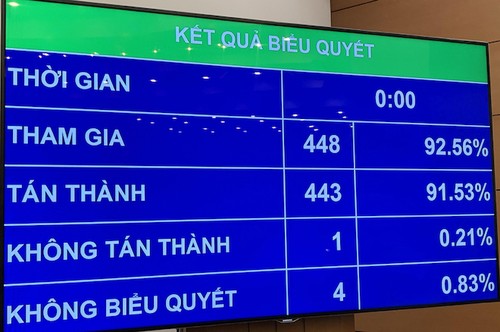 KẾT QUẢ BIỂU QUYẾT
THỜI GIAN 0:00
THAM GIA 448 92.56%
TÁN THÀNH 443 91.53%
KHÔNG TÁN THÀNH 1 0.21%
KHÔNG BIỂU QUYẾT 4 0.83%